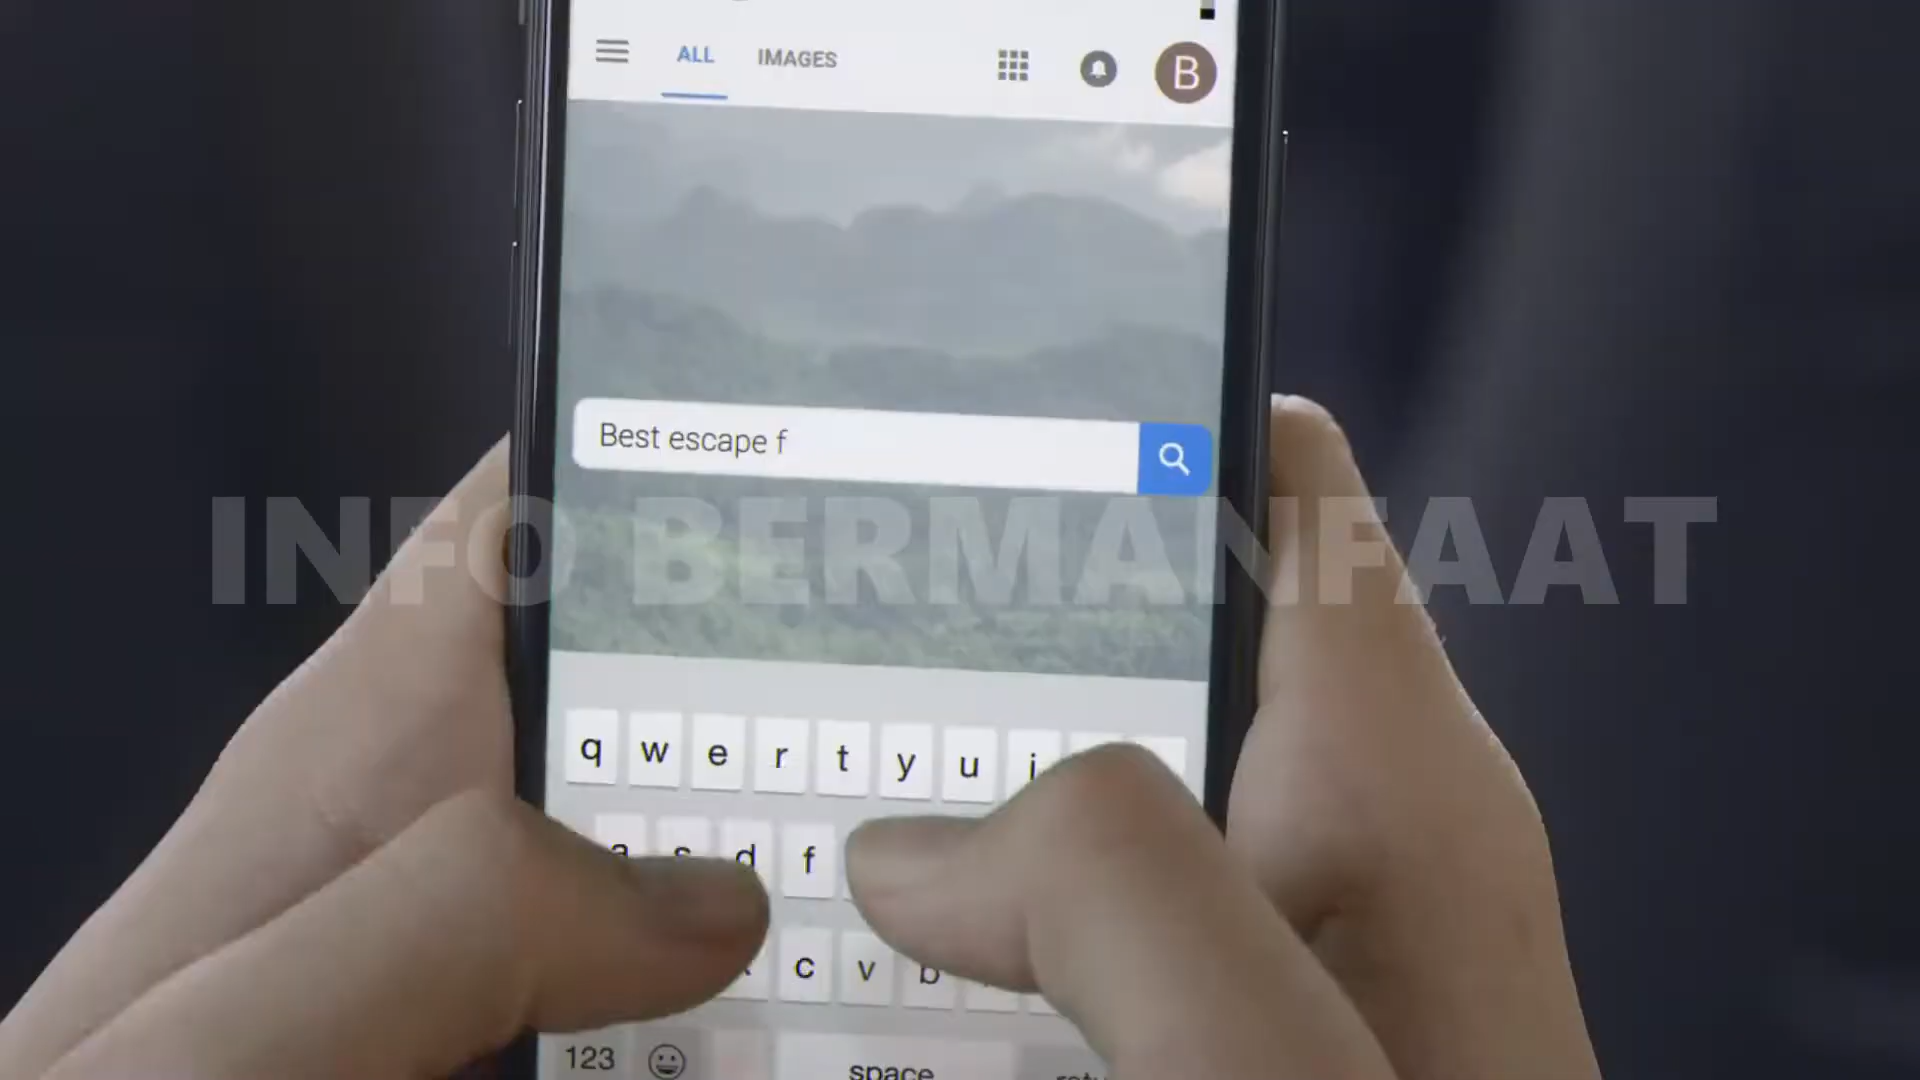 ALL IMAGES B
Best escape f
INFO BERMANFAAT
q w e r t y u i
a s d f
c v b
123 space